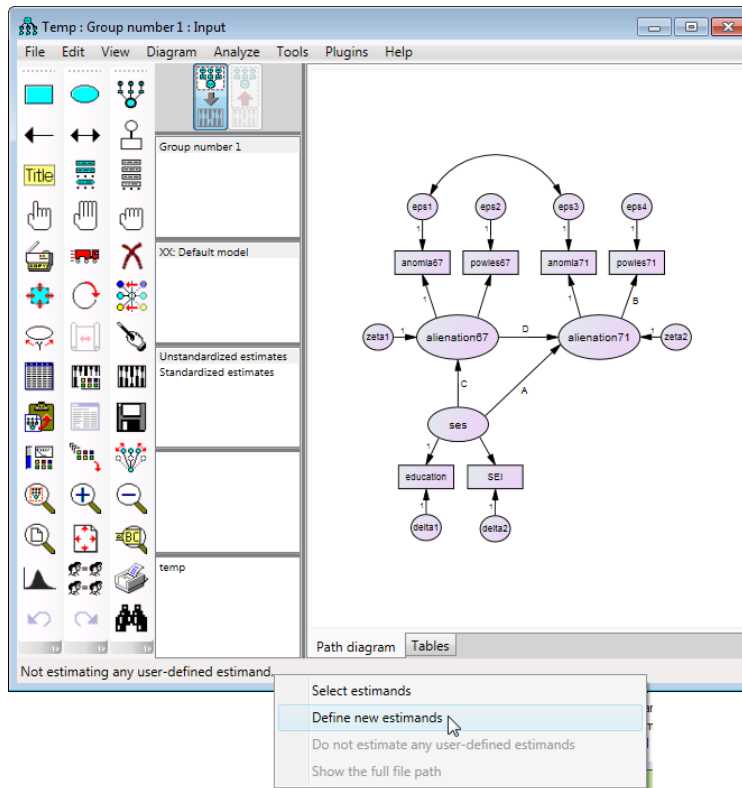 Temp : Group number 1 : Input
File Edit View Diagram Analyze Tools Plugins Help
Title
Group number 1
XX: Default model
Unstandardized estimates
Standardized estimates
temp
eps1 eps2 eps3 eps4
1 1 1 1
anomia67 powles67 anomia71 powles71
1 1 B
zeta1 1 alienation67 D alienation71 1 zeta2
C A
ses
1
education SEI
1 1
delta1 delta2
Path diagram Tables
Not estimating any user-defined estimand.
Select estimands
Define new estimands
Do not estimate any user-defined estimands
Show the full file path